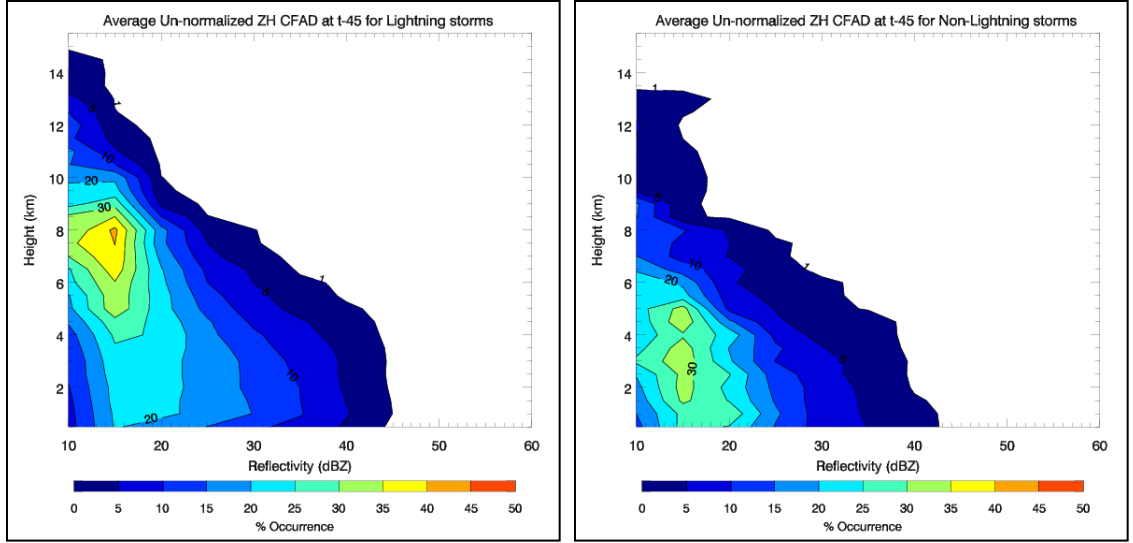 Average Un-normalized ZH CFAD at t-45 for Lightning storms
14
12
10
8
6
4
2
Height (km)
1
5
10
20
30
1
5
10
20
10 20 30 40 50 60
Reflectivity (dBZ)
0 5 10 15 20 25 30 35 40 45 50
% Occurrence
Average Un-normalized ZH CFAD at t-45 for Non-Lightning storms
14
12
10
8
6
4
2
Height (km)
1
5
1
10
20
5
30
10 20 30 40 50 60
Reflectivity (dBZ)
0 5 10 15 20 25 30 35 40 45 50
% Occurrence